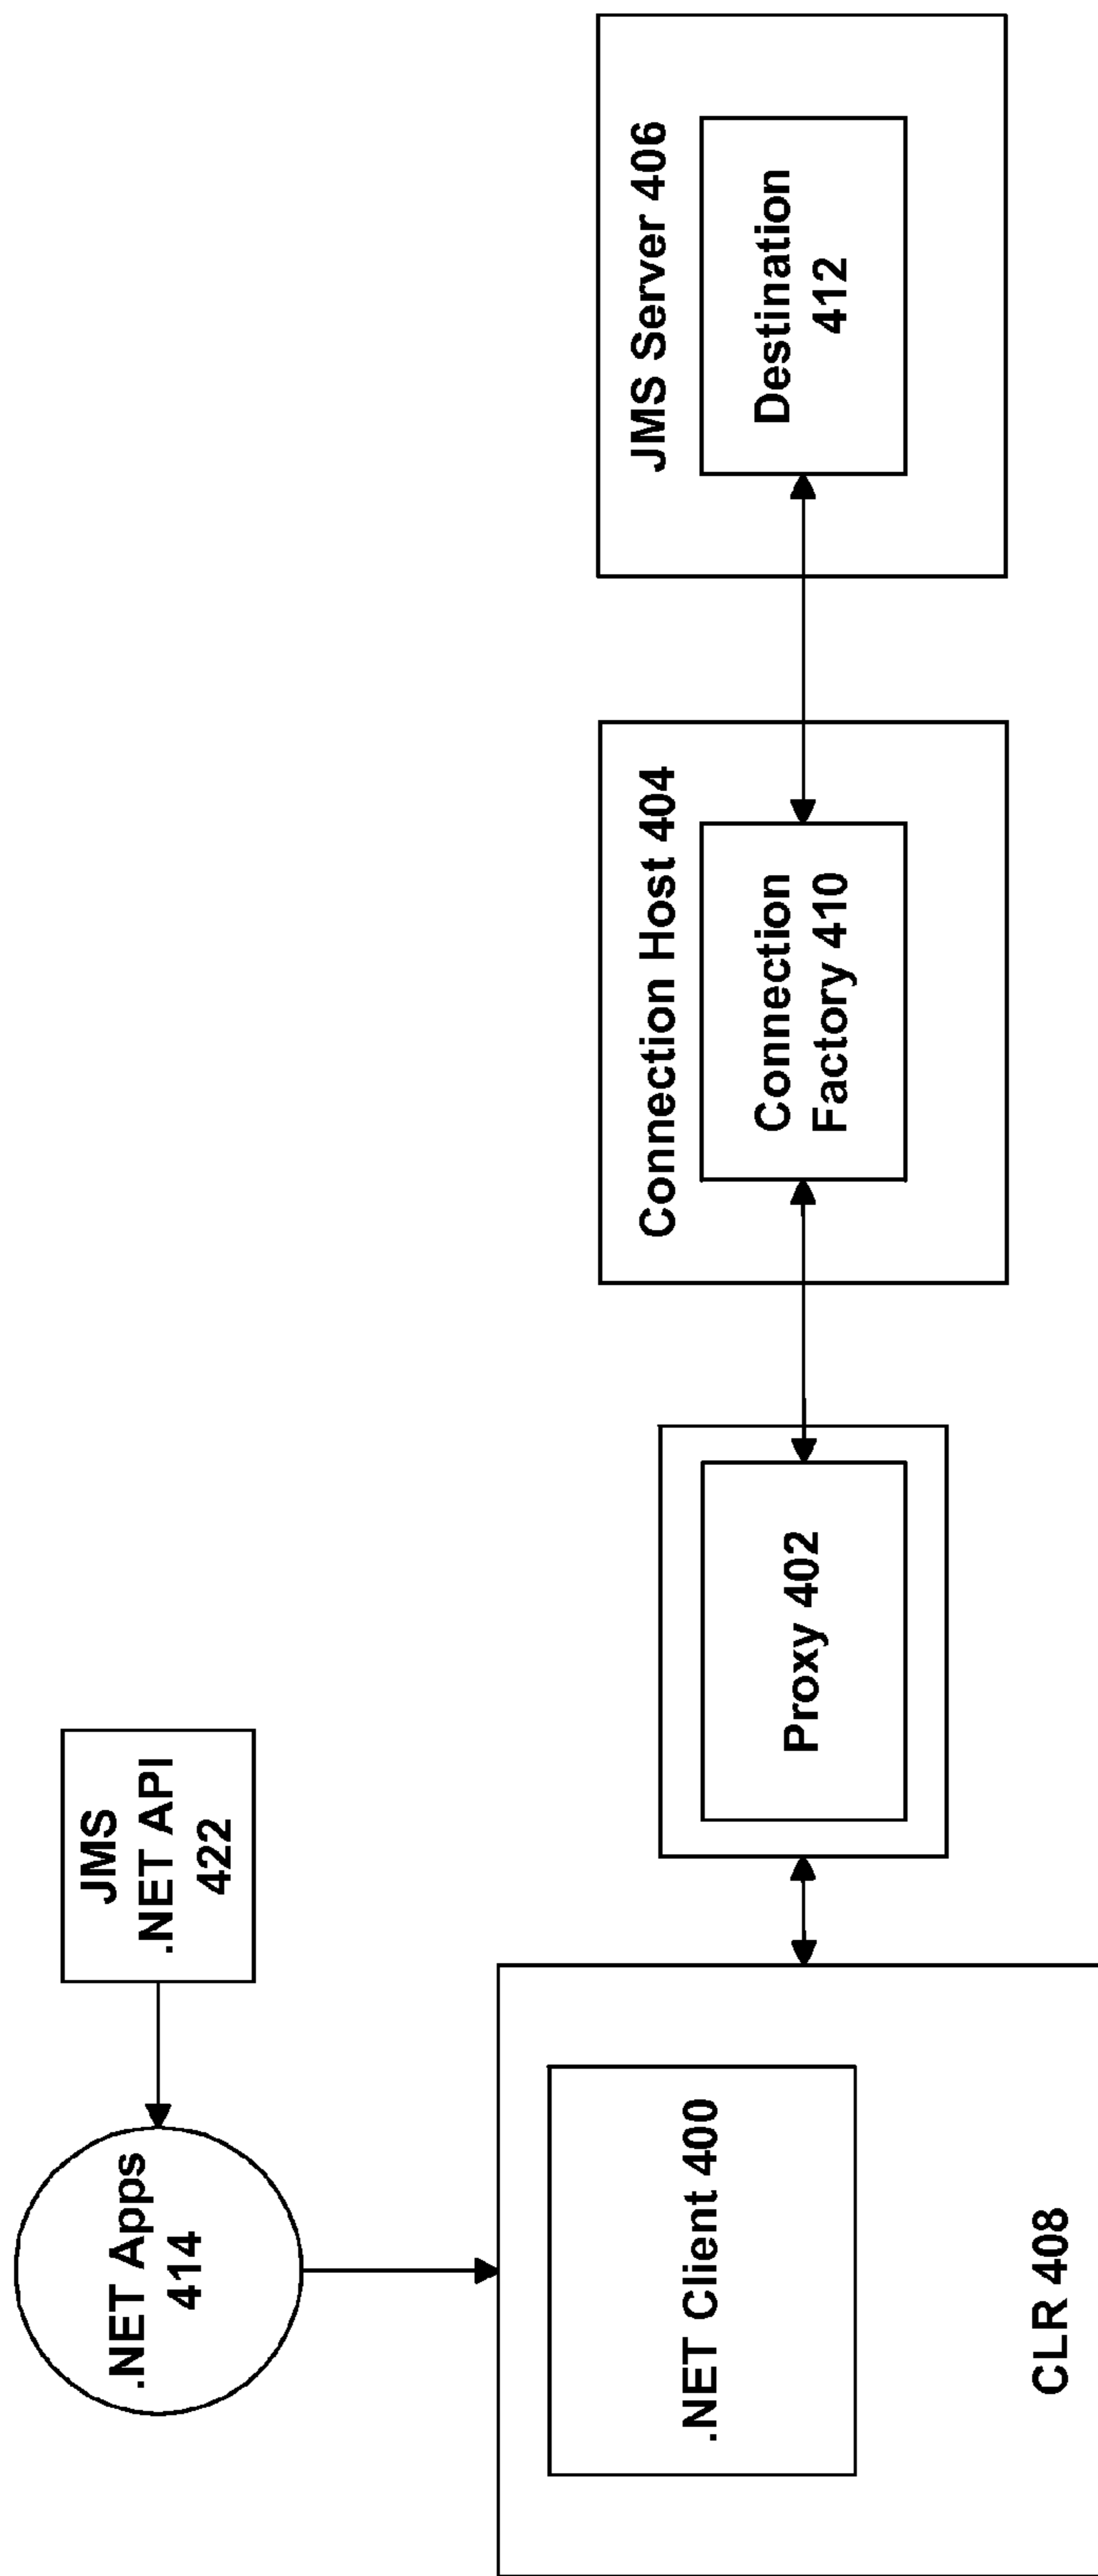 JMS
.NET API
422
.NET Apps
414
.NET Client 400
CLR 408
Proxy 402
Connection Host 404
Connection
Factory 410
JMS Server 406
Destination
412